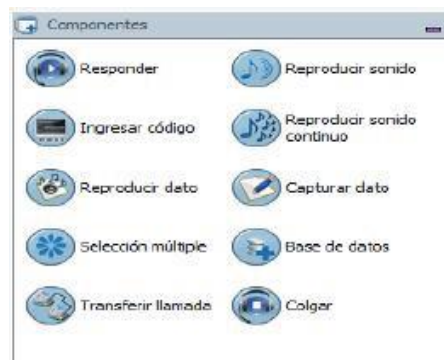 Componentes
Responder
Reproducir sonido
Ingresar código
Reproducir sonido
continuo
Reproducir dato
Capturar dato
Selección múltiple
Base de datos
Transferir llamada
Colgar